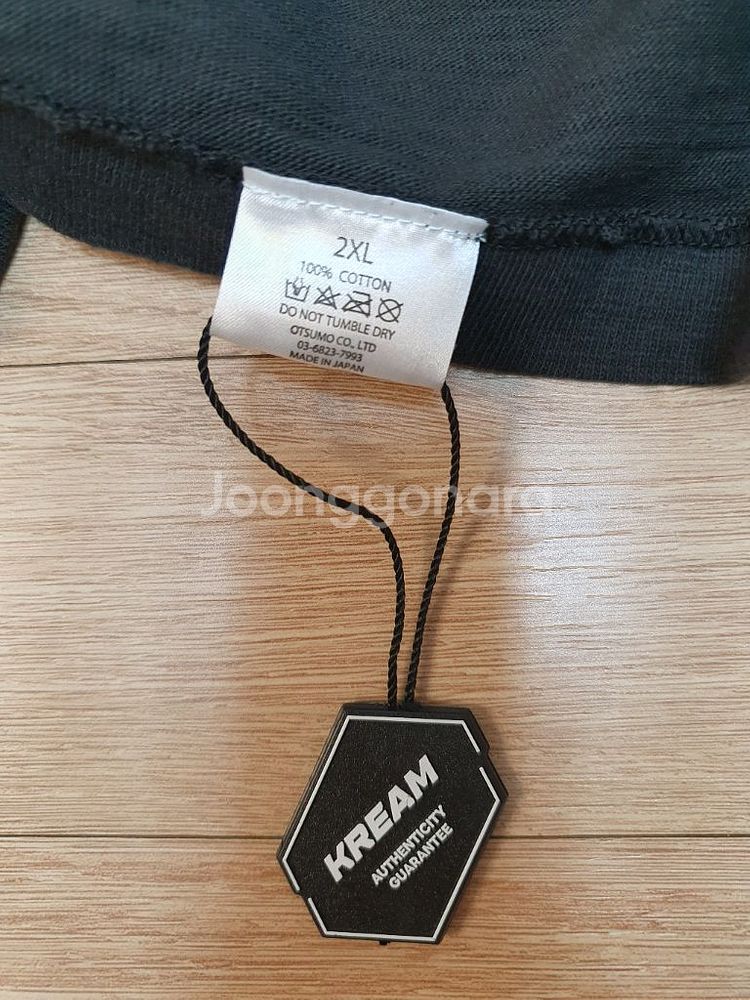 2XL
100% COTTON
DO NOT TUMBLE DRY
OTSUMO CO., LTD
03-6823-7993
MADE IN JAPAN
Joonggonara
KREAM
AUTHENTICITY
GUARANTEE